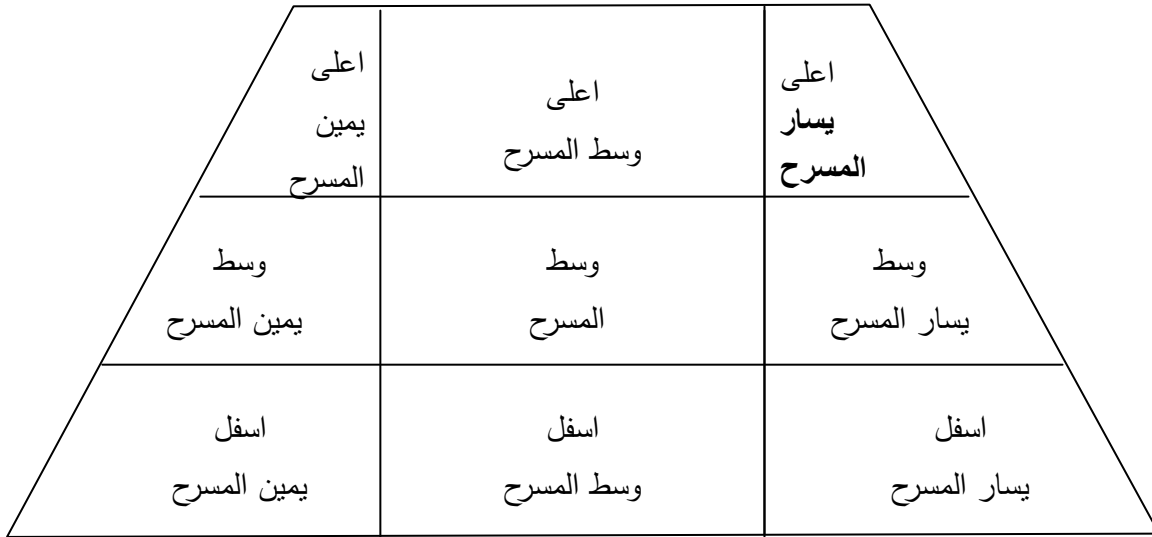 اعلى
يسار
المسرح
اعلى
وسط المسرح
اعلى
يمين
المسرح
وسط
يسار المسرح
وسط
المسرح
وسط
يمين المسرح
اسفل
يسار المسرح
اسفل
وسط المسرح
اسفل
يمين المسرح